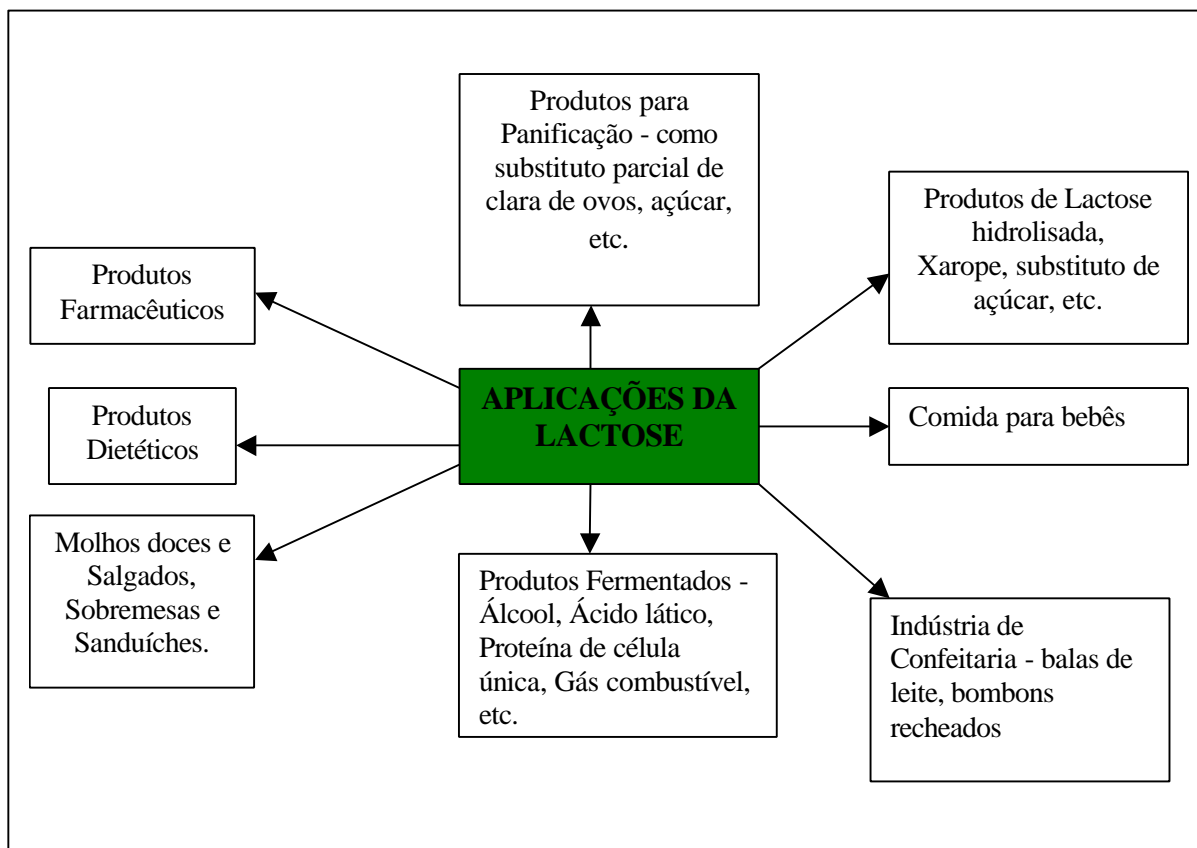 Produtos para
Panificação - como
substituto parcial de
clara de ovos, açúcar,
etc.
Produtos de Lactose
hidrolisada,
Xarope, substituto de
açúcar, etc.
Produtos
Farmacêuticos
APLICAÇÕES DA
LACTOSE
Produtos
Dietéticos
Comida para bebês
Molhos doces e
Salgados,
Sobremesas e
Sanduíches.
Produtos Fermentados -
Álcool, Ácido lático,
Proteína de célula
única, Gás combustível,
etc.
Indústria de
Confeitaria - balas de
leite, bombons
recheados